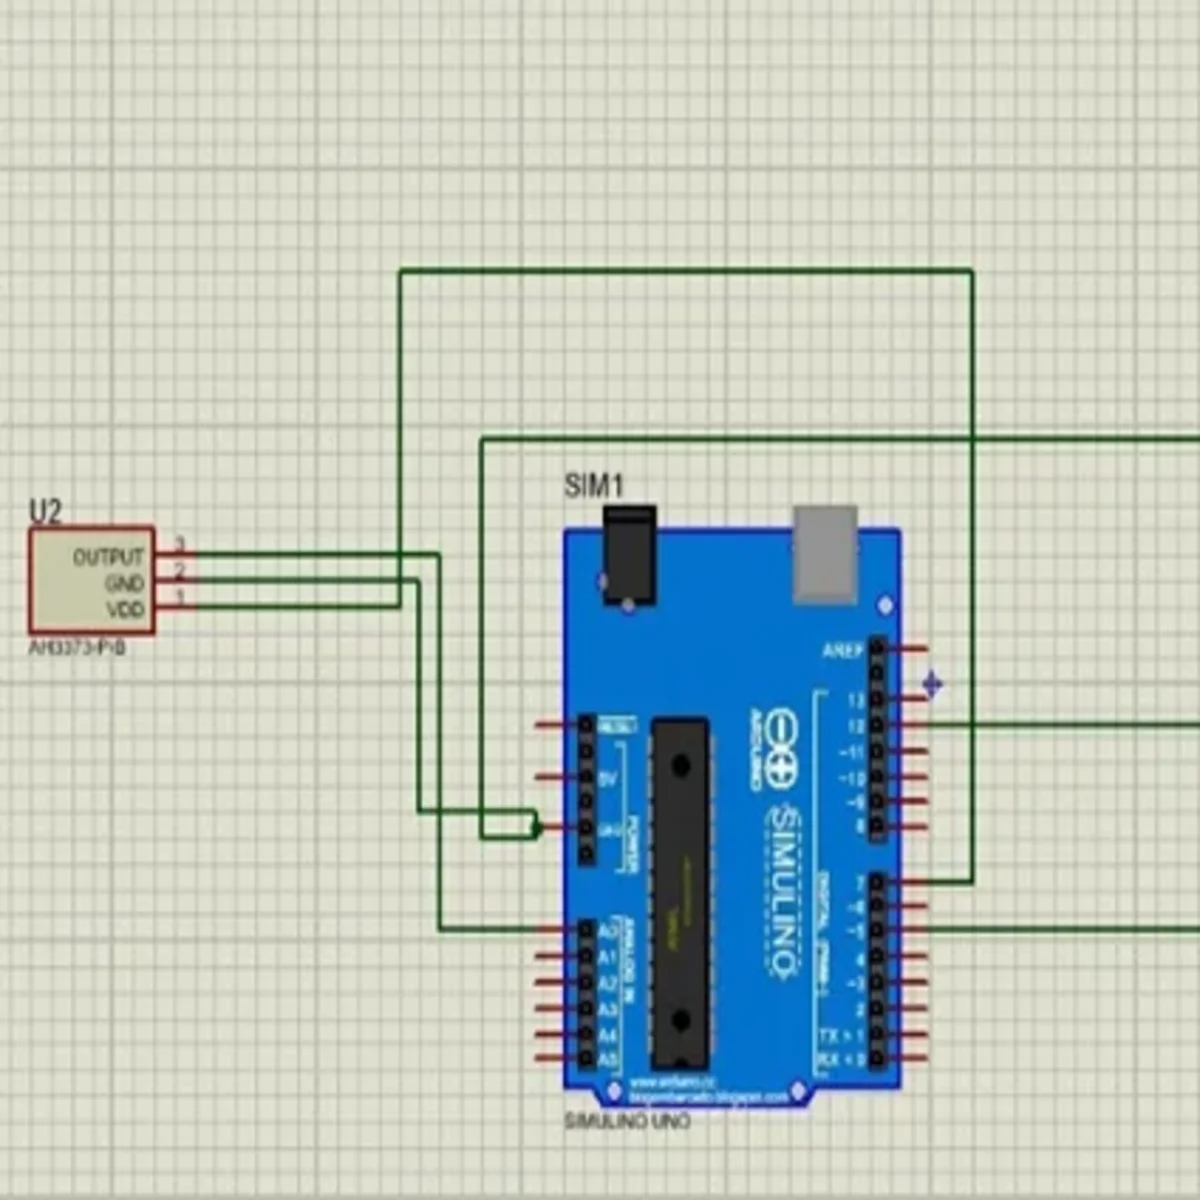 SIM1
U2
3
OUTPUT
2
GND
1
VDD
AH3373-P-B
AREF
13
12
~11
~10
~9
8
RESET
5V
GND
POWER
ARDUINO
SIMULINO
7
~6
~5
4
~3
2
TX > 1
RX < 0
A0
A1
A2
A3
A4
A5
ANALOG IN
www.arduino.cc
blogembarcado.blogspot.com
SIMULINO UNO